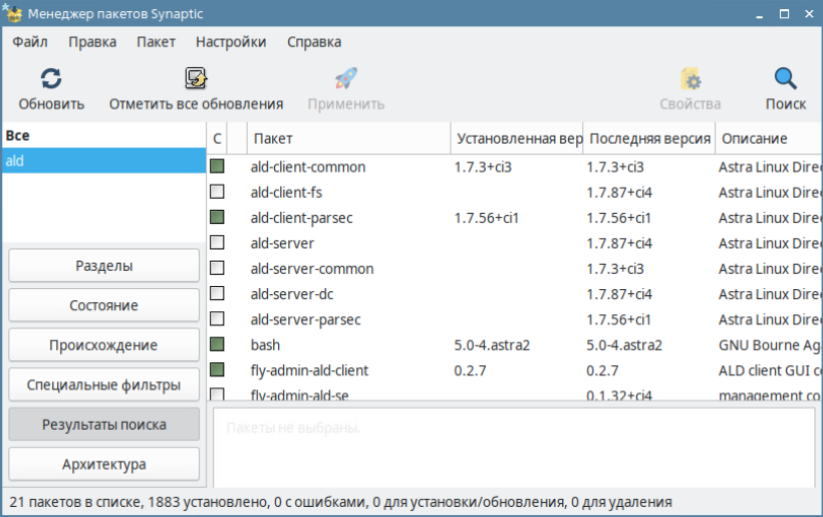 Менеджер пакетов Synaptic
Файл Правка Пакет Настройки Справка
Обновить Отметить все обновления Применить Свойства Поиск
Все
ald
С Пакет Установленная вер Последняя версия Описание
ald-client-common 1.7.3+ci3 1.7.3+ci3 Astra Linux Dire
ald-client-fs 1.7.87+ci4 Astra Linux Dire
ald-client-parsec 1.7.56+ci1 1.7.56+ci1 Astra Linux Dire
ald-server 1.7.87+ci4 Astra Linux Dire
ald-server-common 1.7.3+ci3 Astra Linux Dire
ald-server-dc 1.7.87+ci4 Astra Linux Dire
ald-server-parsec 1.7.56+ci1 Astra Linux Dire
bash 5.0-4.astra2 5.0-4.astra2 GNU Bourne Ag
fly-admin-ald-client 0.2.7 0.2.7 ALD client GUI c
fly-admin-ald-se 0.1.32+ci4 management co
Разделы
Состояние
Происхождение
Специальные фильтры
Результаты поиска
Архитектура
Пакеты не выбраны.
21 пакетов в списке, 1883 установлено, 0 с ошибками, 0 для установки/обновления, 0 для удаления